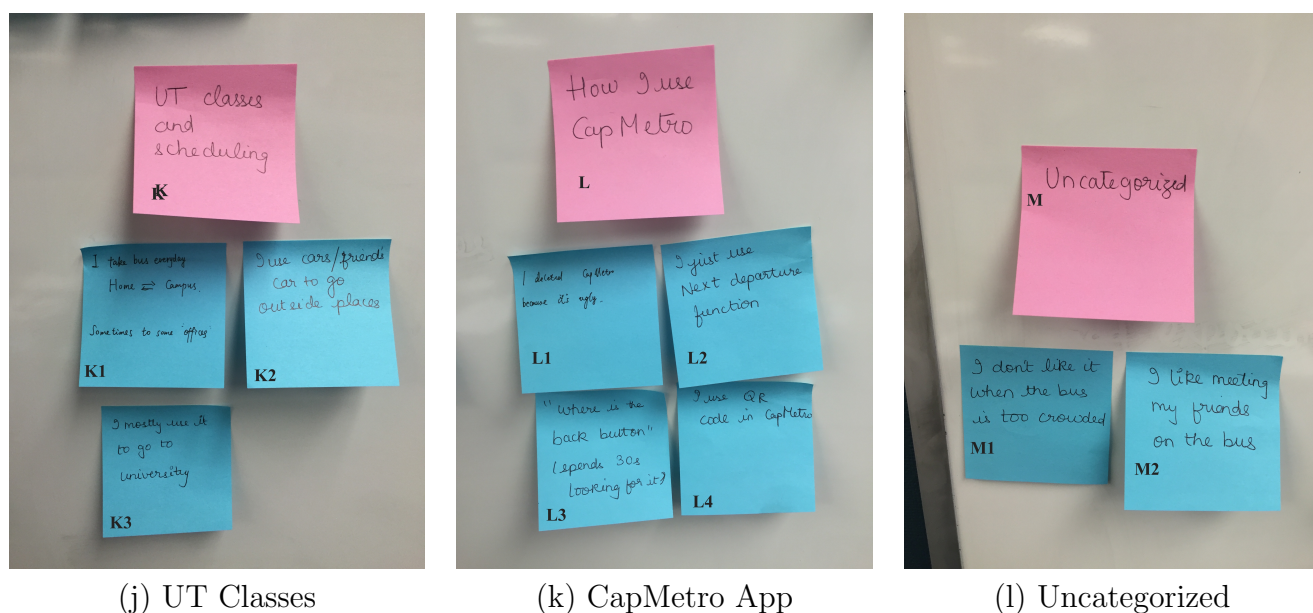 UT classes
and
scheduling
K
K
I take bus everyday
Home ⇌ Campus.
Sometimes to some 'offices'
K1
I use cars/friend's
car to go
outside places
K2
I mostly use it
to go to
university
K3
(j) UT Classes
How I use
CapMetro
L
I deleted CapMetro
because it's ugly.
L1
I just use
Next departure
function
L2
"Where is the
back button"
(spends 30s
looking for it)
L3
I use QR
code in CapMetro
L4
(k) CapMetro App
Uncategorized
M
I don't like it
when the bus
is too crowded
M1
I like meeting
my friends
on the bus
M2
(l) Uncategorized